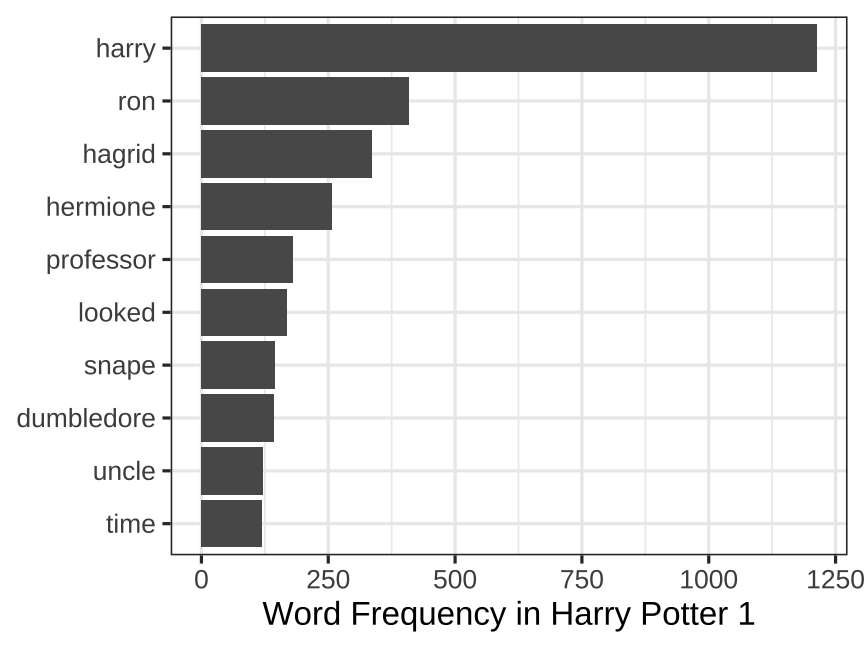 harry
ron
hagrid
hermione
professor
looked
snape
dumbledore
uncle
time
0 250 500 750 1000 1250
Word Frequency in Harry Potter 1